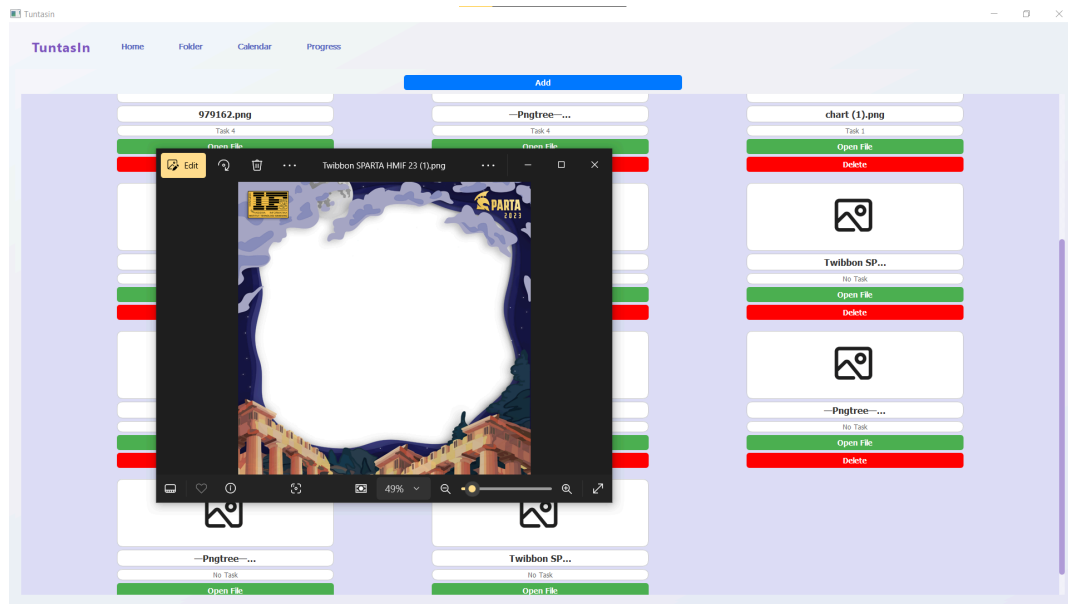 Tuntasin
TuntasIn
Home
Folder
Calendar
Progress
Add
979162.png
—Pngtree—...
chart (1).png
Task 4
Task 4
Task 1
Open File
Open File
Open File
Delete
Edit
Twibbon SPARTA HMIF 23 (1).png
IF
SPARTA
2023
Twibbon SP...
No Task
Open File
Delete
—Pngtree—...
No Task
Open File
Delete
49%
—Pngtree—...
Twibbon SP...
No Task
No Task
Open File
Open File